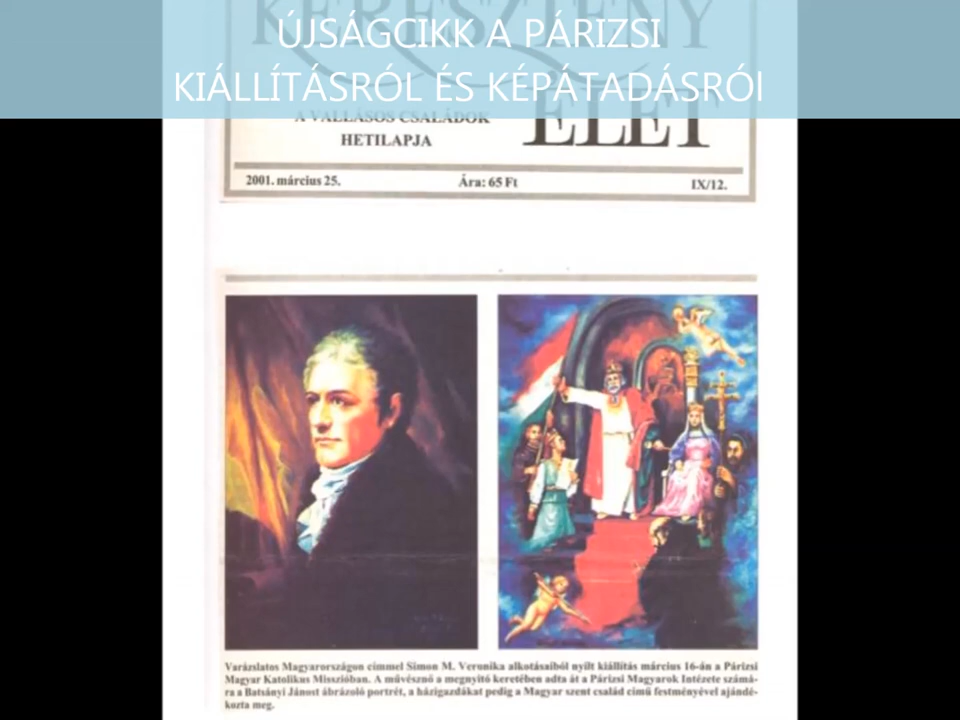 KERESZTÉNY
ÚJSÁGCIKK A PÁRIZSI
KIÁLLÍTÁSRÓL ÉS KÉPÁTADÁSRÓl
A VALLÁSOS CSALÁDOK
HETILAPJA
ÉLET
2001. március 25.
Ára: 65 Ft
IX/12.
Varázslatos Magyarországon címmel Simon M. Veronika alkotásaiból nyílt kiállítás március 16-án a Párizsi
Magyar Katolikus Misszióban. A művésznő a megnyitó keretében adta át a Párizsi Magyarok Intézete számá-
ra a Batsányi Jánost ábrázoló portrét, a házigazdákat pedig a Magyar szent család című festményével ajándé-
kozta meg.